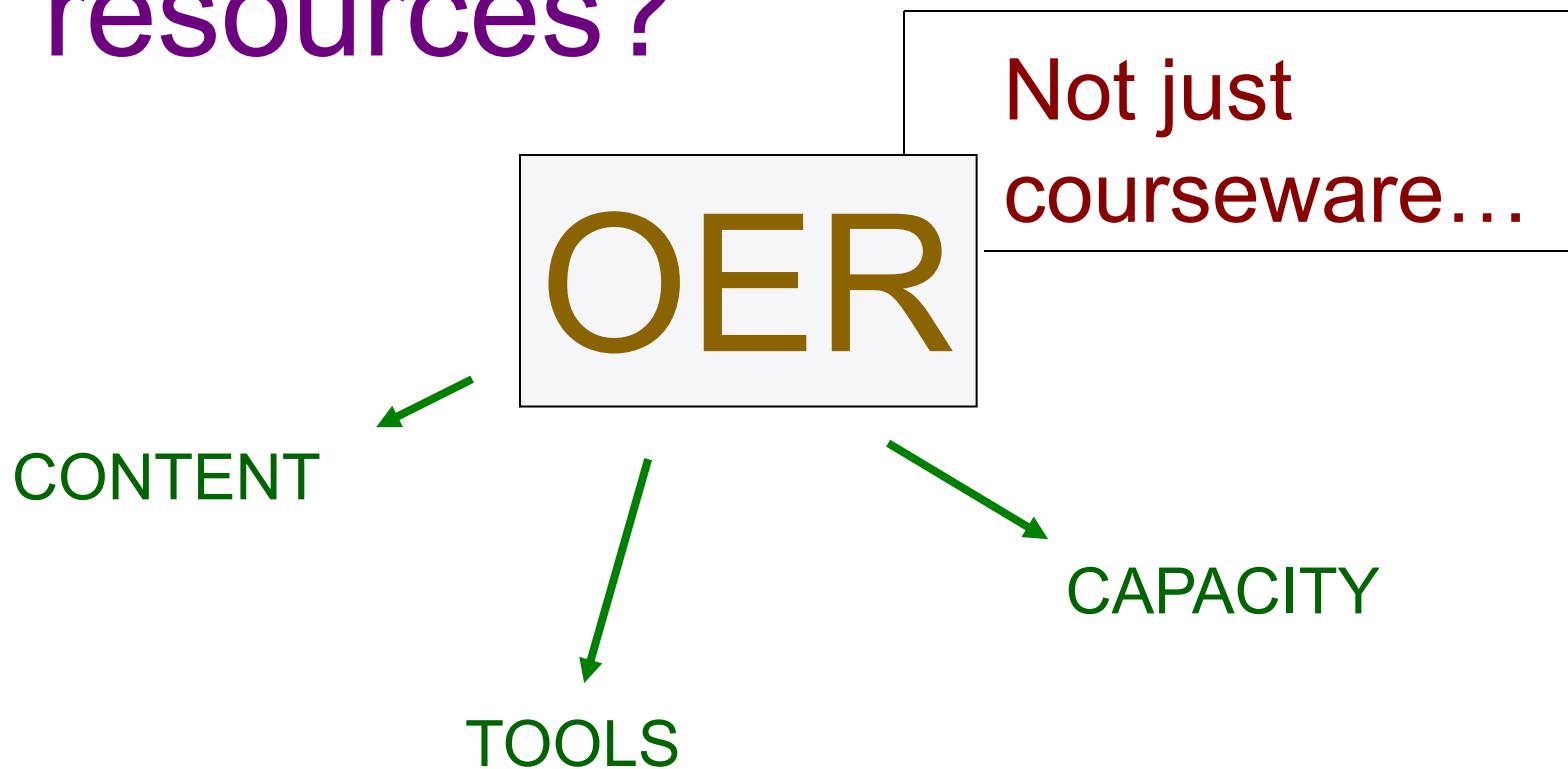 resources?
Not just
courseware…
OER
CONTENT
CAPACITY
TOOLS